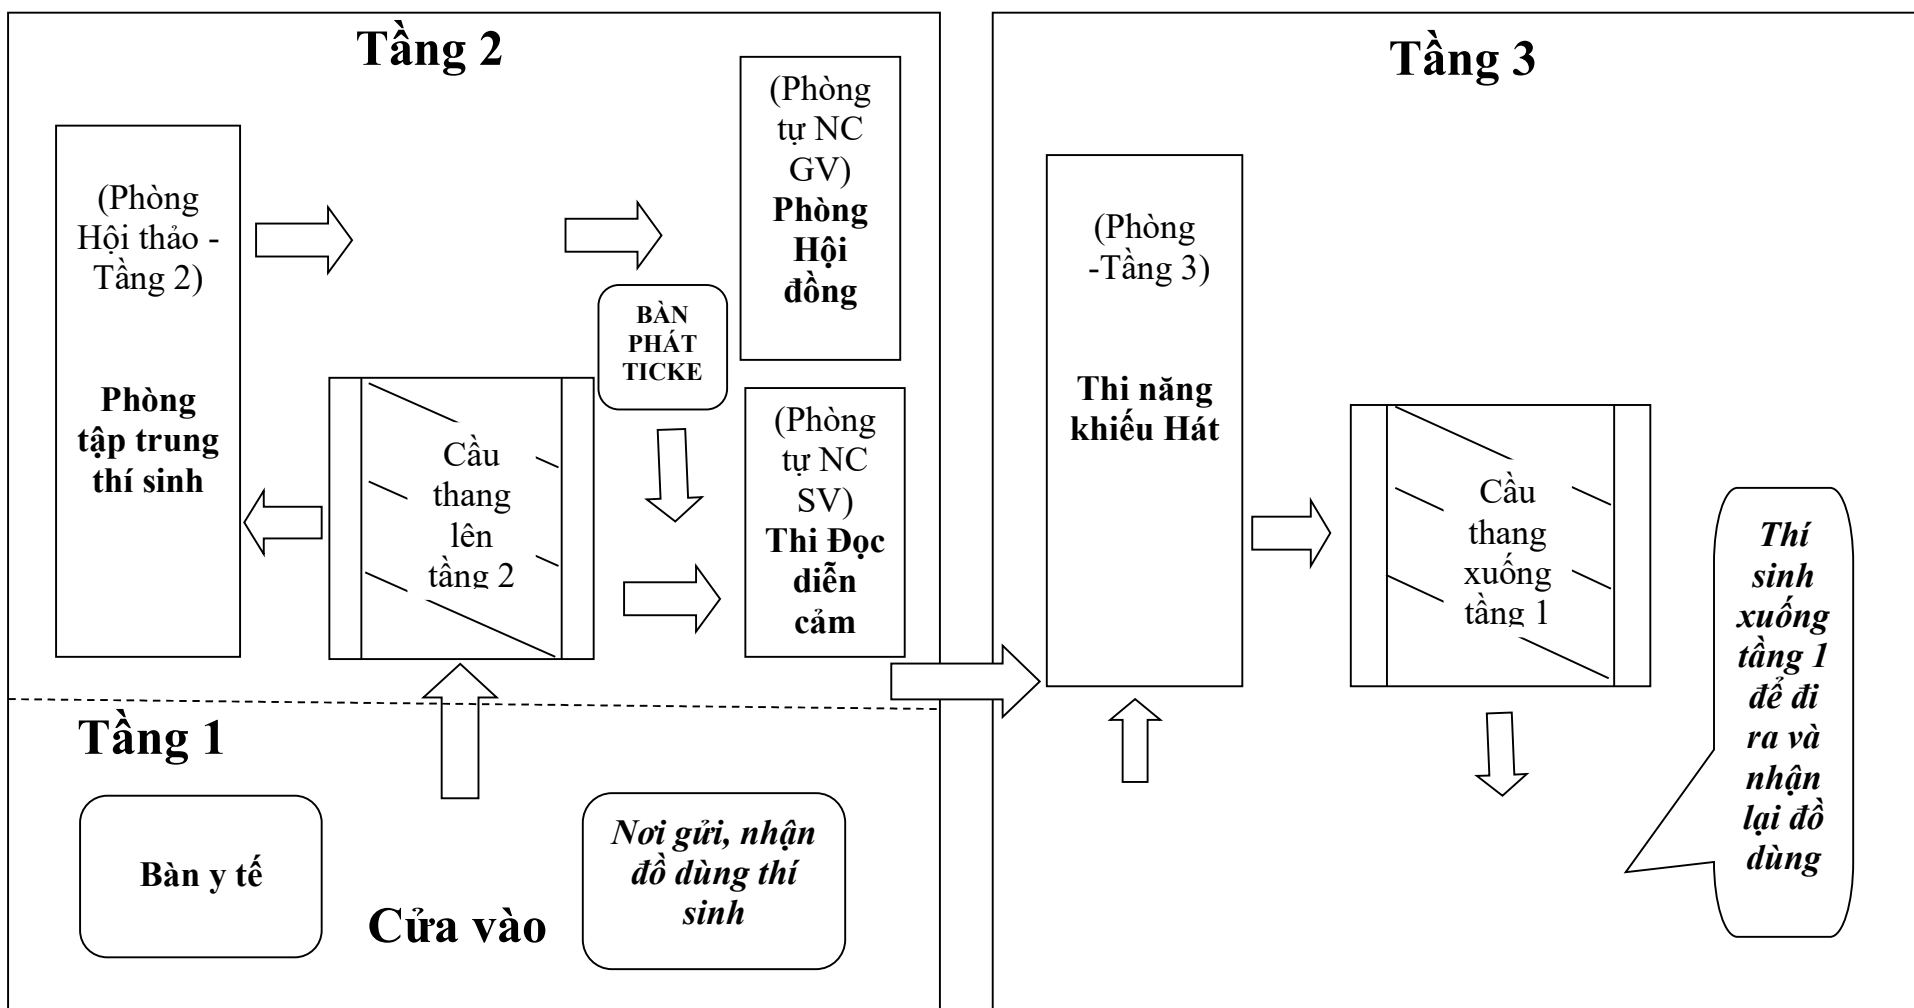 Tầng 2
(Phòng
Hội thảo -
Tầng 2)
Phòng
tập trung
thí sinh
Cầu
thang
lên
tầng 2
BÀN
PHÁT
TICKE
(Phòng
tự NC
GV)
Phòng
Hội
đồng
(Phòng
tự NC
SV)
Thi Đọc
diễn
cảm
Tầng 1
Bàn y tế
Cửa vào
Nơi gửi, nhận
đồ dùng thí
sinh
Tầng 3
(Phòng
-Tầng 3)
Thi năng
khiếu Hát
Cầu
thang
xuống
tầng 1
Thí
sinh
xuống
tầng 1
để đi
ra và
nhận
lại đồ
dùng